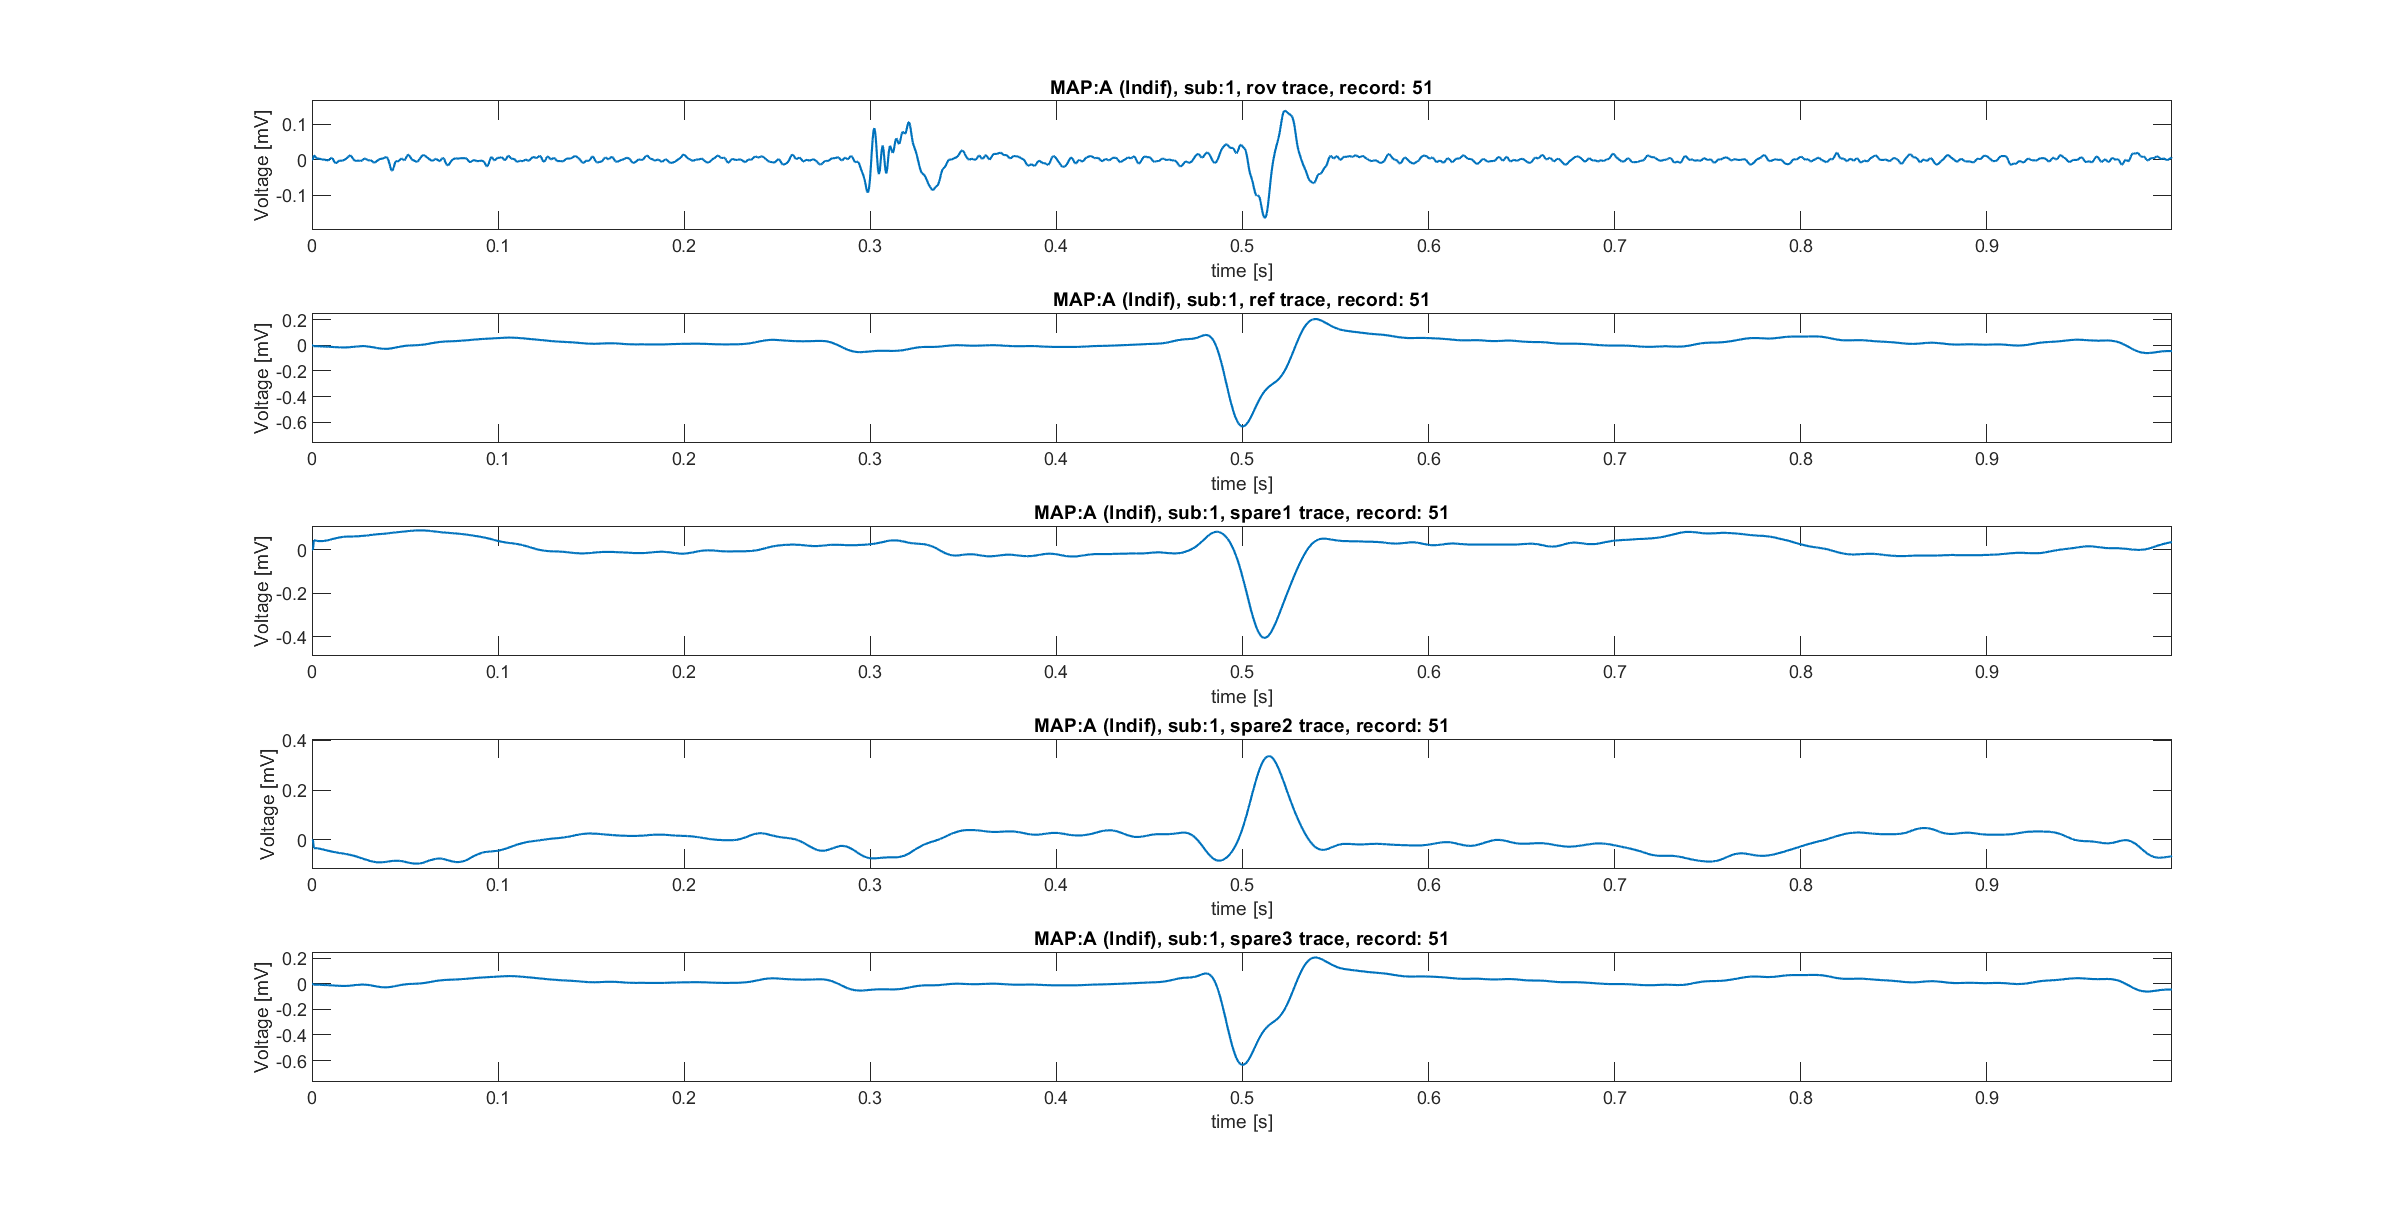 MAP:A (Indif), sub:1, rov trace, record: 51
Voltage [mV]
0.1
0
-0.1
0 0.1 0.2 0.3 0.4 0.5 0.6 0.7 0.8 0.9
time [s]
MAP:A (Indif), sub:1, ref trace, record: 51
Voltage [mV]
0.2
0
-0.2
-0.4
-0.6
0 0.1 0.2 0.3 0.4 0.5 0.6 0.7 0.8 0.9
time [s]
MAP:A (Indif), sub:1, spare1 trace, record: 51
Voltage [mV]
0
-0.2
-0.4
0 0.1 0.2 0.3 0.4 0.5 0.6 0.7 0.8 0.9
time [s]
MAP:A (Indif), sub:1, spare2 trace, record: 51
Voltage [mV]
0.4
0.2
0
0 0.1 0.2 0.3 0.4 0.5 0.6 0.7 0.8 0.9
time [s]
MAP:A (Indif), sub:1, spare3 trace, record: 51
Voltage [mV]
0.2
0
-0.2
-0.4
-0.6
0 0.1 0.2 0.3 0.4 0.5 0.6 0.7 0.8 0.9
time [s]